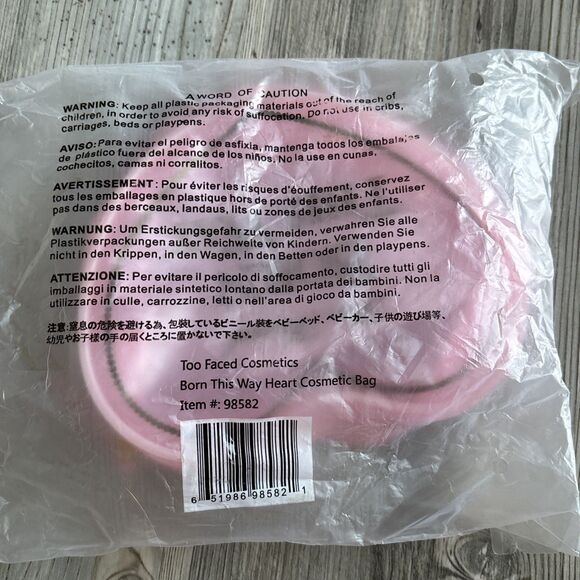 A WORD OF CAUTION
WARNING: Keep all plastic packaging materials out of the reach of
children, in order to avoid any risk of suffocation. Do not use in cribs,
carriages, beds or playpens.
AVISO: Para evitar el peligro de asfixia, mantenga todos los embalajes
de plástico fuera del alcance de los niños. No la use en cunas,
cochecitos, camas ni corralitos.
AVERTISSEMENT: Pour éviter les risques d'éouffement, conservez
tous les emballages en plastique hors de porté des enfants. Ne l'utiliser
pas dans des berceaux, landaus, lits ou zones de jeux des enfants.
WARNUNG: Um Erstickungsgefahr zu vermeiden, verwahren Sie alle
Plastikverpackungen außer Reichweite von Kindern. Verwenden Sie
nicht in den Krippen, in den Wagen, in den Betten oder in den playpens.
ATTENZIONE: Per evitare il pericolo di soffocamento, custodire tutti gli
imballaggi in materiale sintetico lontano dalla portata dei bambini. Non la
utilizzare in culle, carrozzine, letti o nell'area di gioco da bambini.
注意:窒息の危険を避ける為、包装しているビニール袋をベビーベッド、ベビーカー、子供の遊び場等、
幼児やお子様の手の届くところに置かないで下さい。
Too Faced Cosmetics
Born This Way Heart Cosmetic Bag
Item #: 98582
6 51986 98582 1